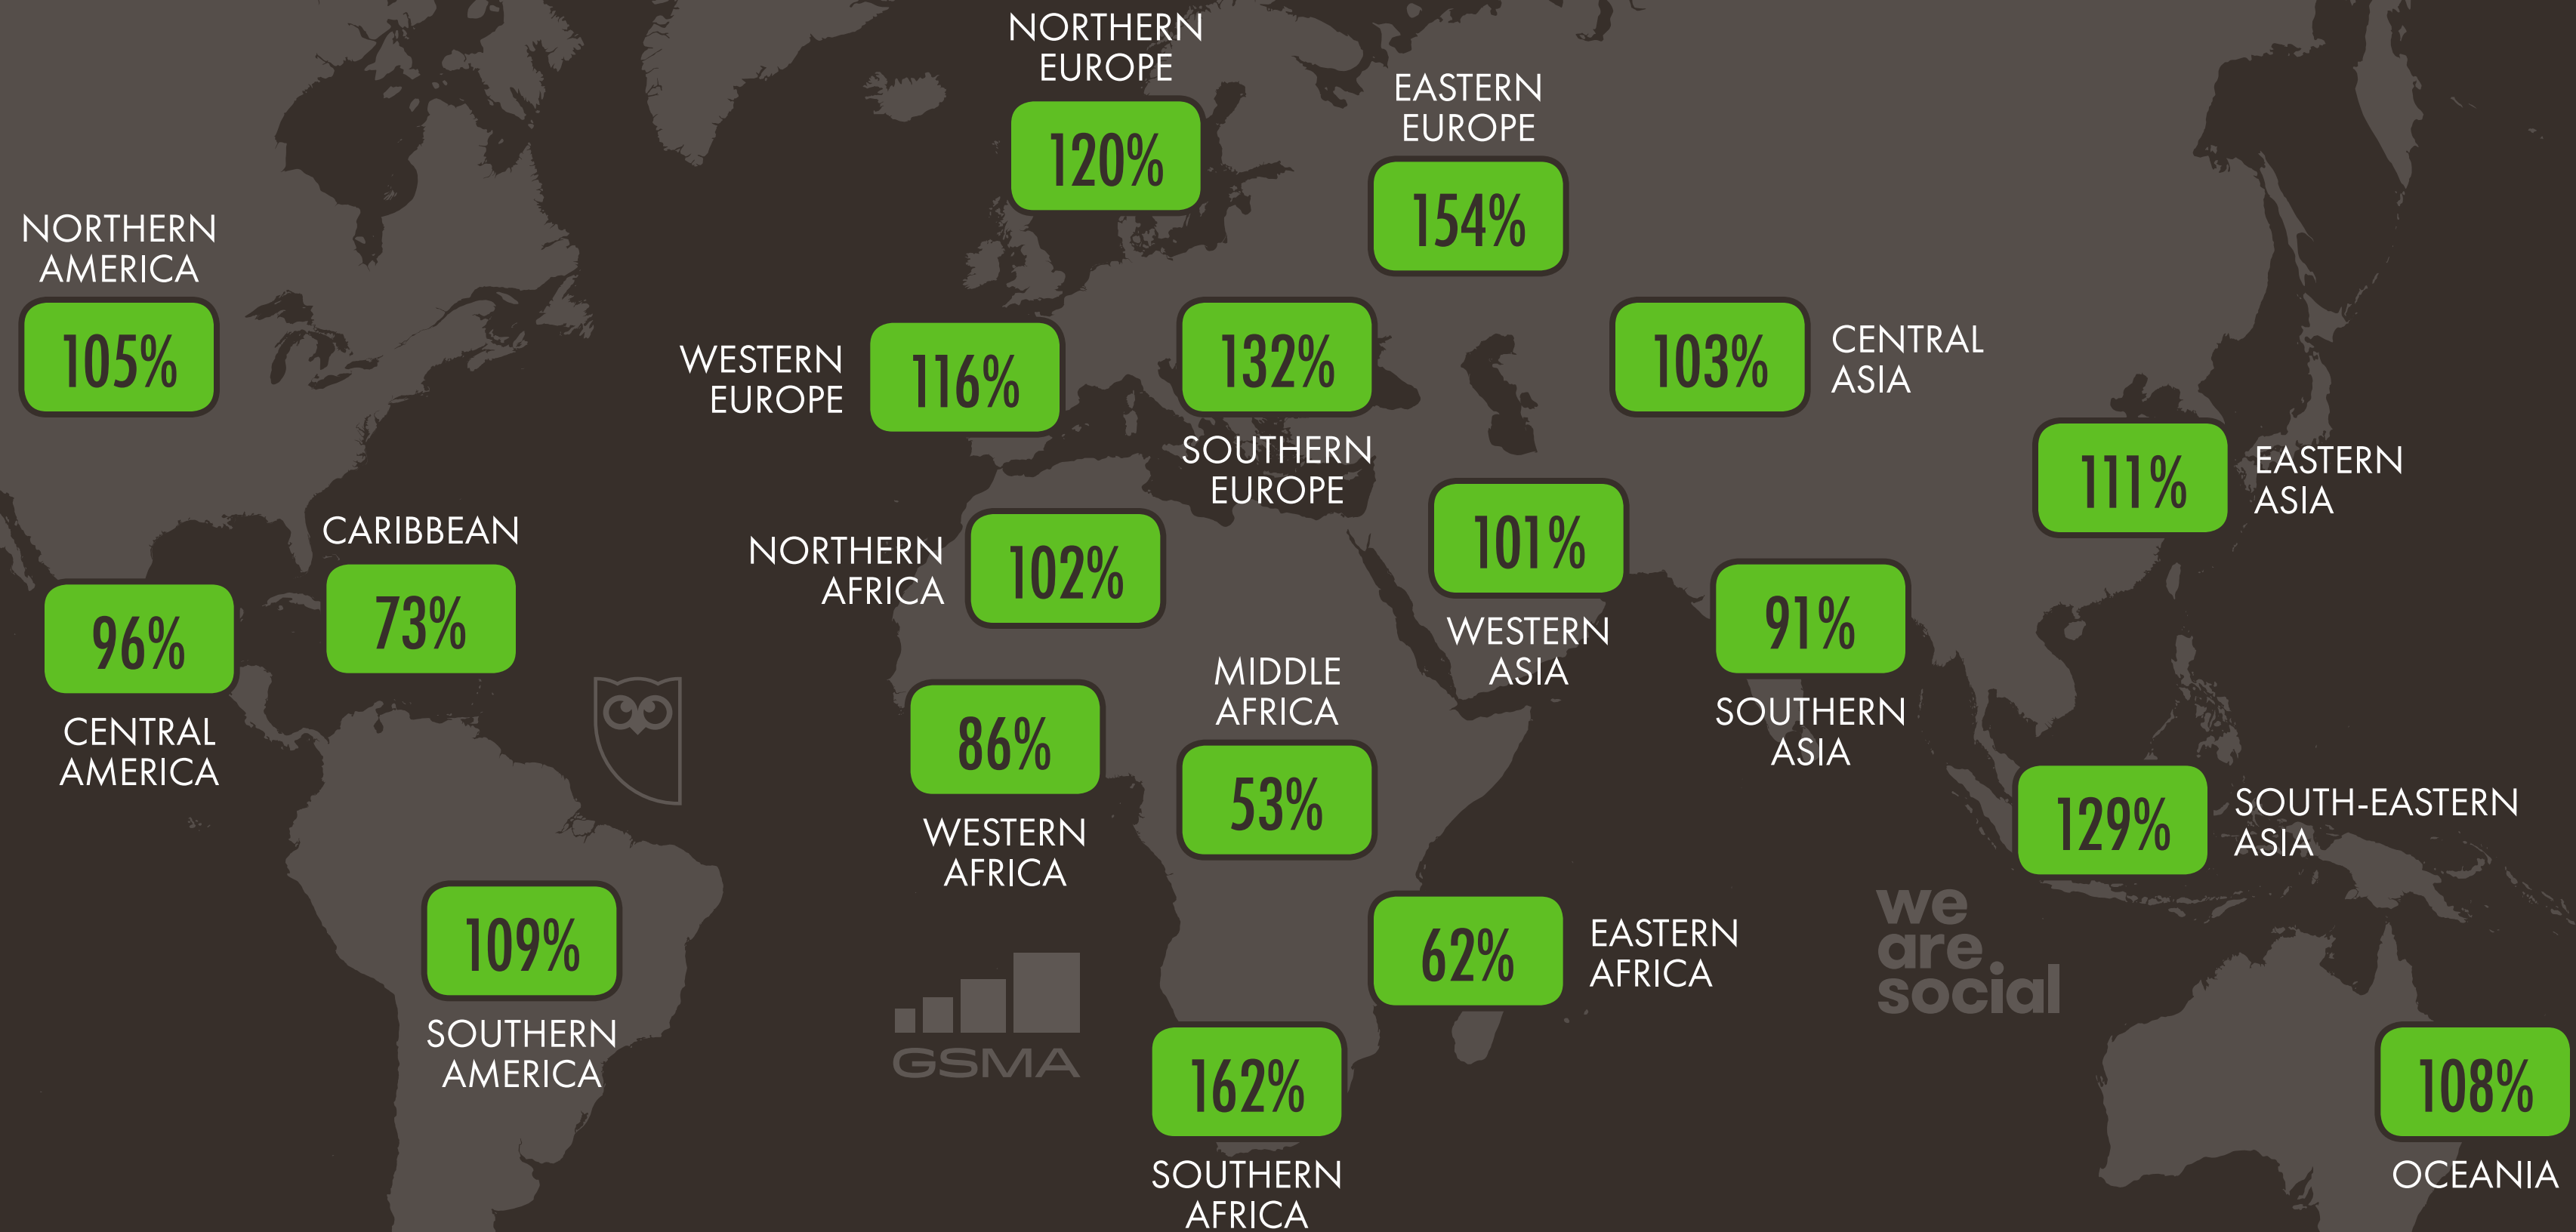 NORTHERN
EUROPE
120%
EASTERN
EUROPE
154%
NORTHERN
AMERICA
105%
WESTERN
EUROPE
116%
132%
SOUTHERN
EUROPE
103%
CENTRAL
ASIA
111%
EASTERN
ASIA
CARIBBEAN
73%
96%
CENTRAL
AMERICA
NORTHERN
AFRICA
102%
101%
WESTERN
ASIA
91%
SOUTHERN
ASIA
86%
WESTERN
AFRICA
MIDDLE
AFRICA
53%
129%
SOUTH-EASTERN
ASIA
109%
SOUTHERN
AMERICA
62%
EASTERN
AFRICA
we
are
social
GSMA
162%
SOUTHERN
AFRICA
108%
OCEANIA